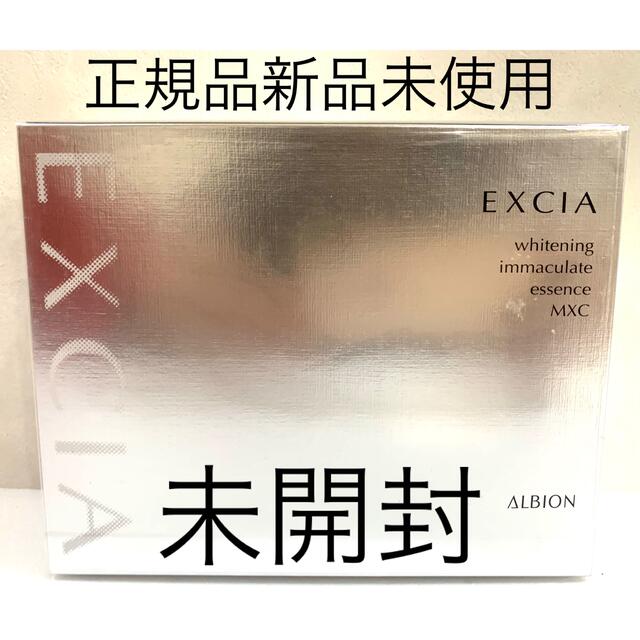 正規品新品未使用
EXCIA
EXCIA
whitening
immaculate
essence
MXC
未開封
ALBION